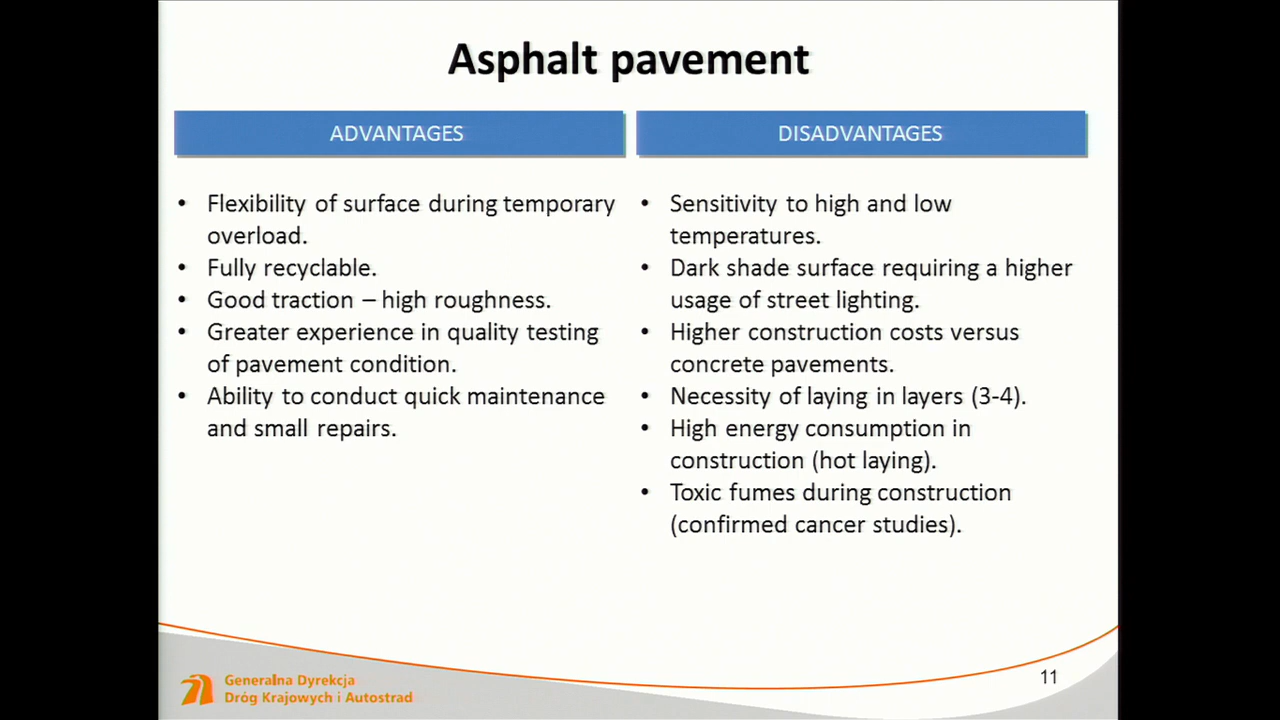 Asphalt pavement
ADVANTAGES
• Flexibility of surface during temporary
overload.
• Fully recyclable.
• Good traction – high roughness.
• Greater experience in quality testing
of pavement condition.
• Ability to conduct quick maintenance
and small repairs.
DISADVANTAGES
• Sensitivity to high and low
temperatures.
• Dark shade surface requiring a higher
usage of street lighting.
• Higher construction costs versus
concrete pavements.
• Necessity of laying in layers (3-4).
• High energy consumption in
construction (hot laying).
• Toxic fumes during construction
(confirmed cancer studies).
Generalna Dyrekcja
Dróg Krajowych i Autostrad
11